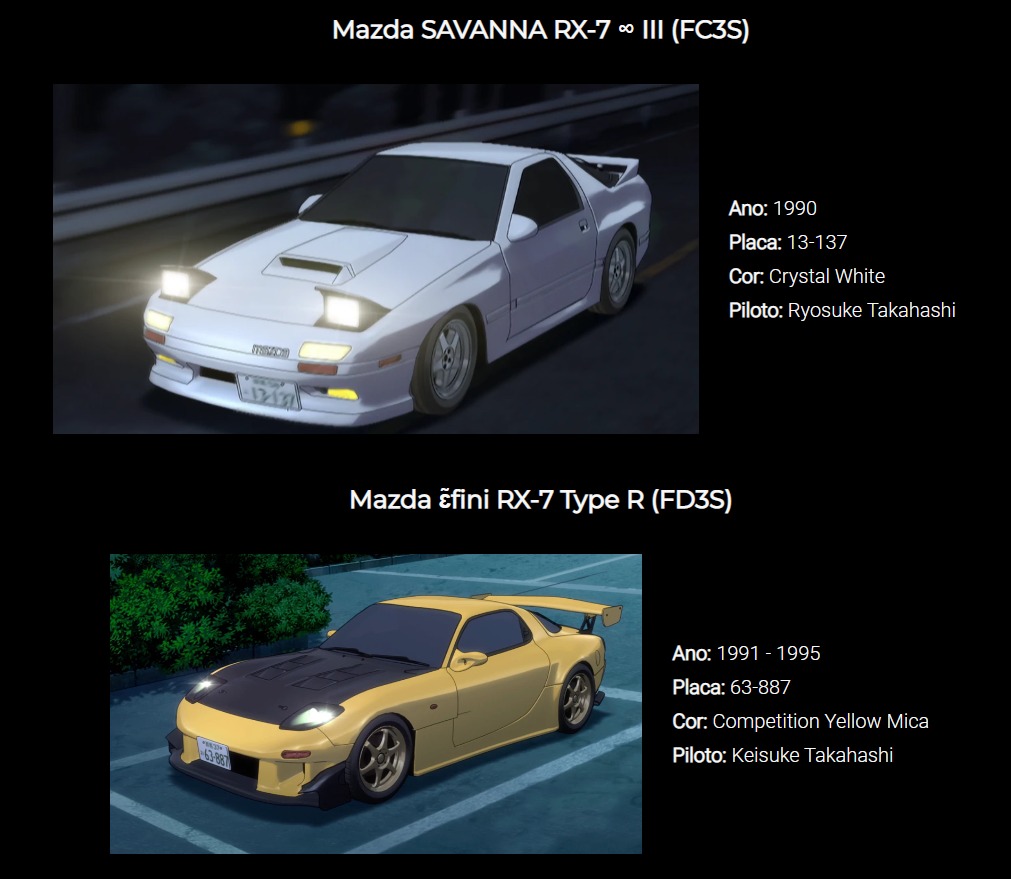 Mazda SAVANNA RX-7 ∞ III (FC3S)
mazda
13-137
Ano: 1990
Placa: 13-137
Cor: Crystal White
Piloto: Ryosuke Takahashi
Mazda ɛ̃fini RX-7 Type R (FD3S)
63-887
Ano: 1991 - 1995
Placa: 63-887
Cor: Competition Yellow Mica
Piloto: Keisuke Takahashi